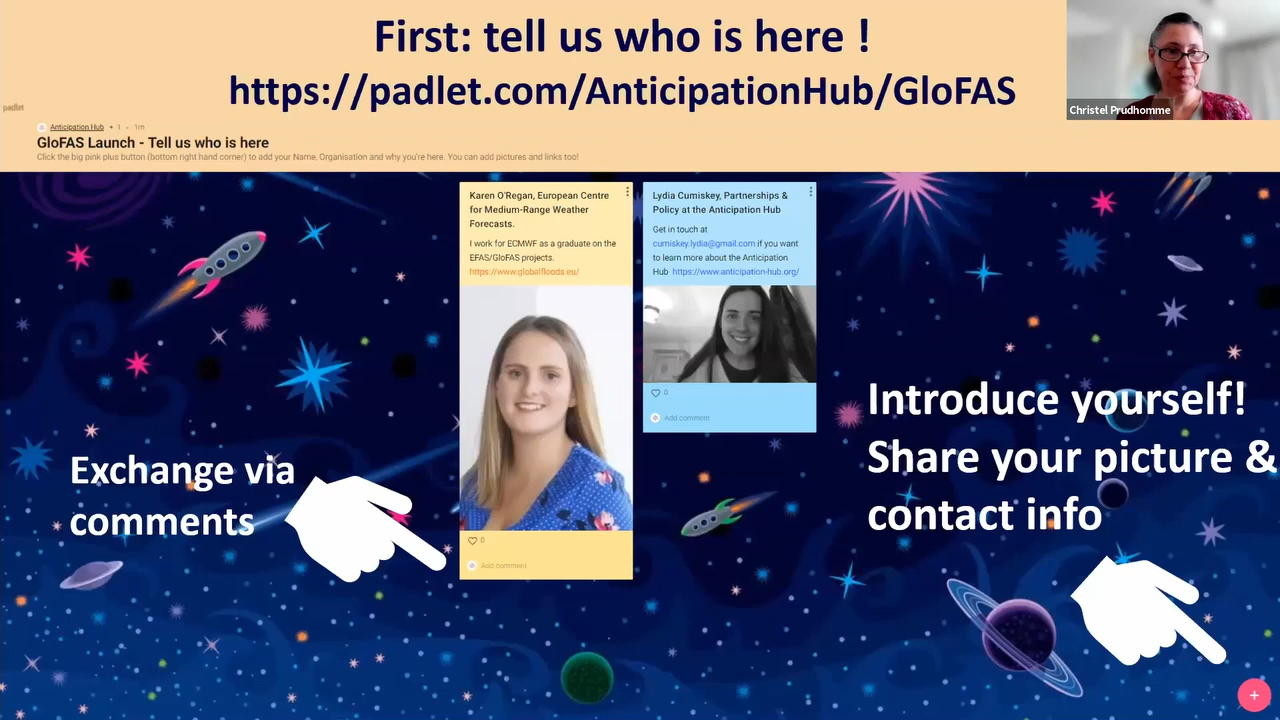 First: tell us who is here !
https://padlet.com/AnticipationHub/GloFAS
Christel Prudhomme
padlet
Anticipation Hub + 1 • 1m
GloFAS Launch - Tell us who is here
Click the big pink plus button (bottom right hand corner) to add your Name, Organisation and why you're here. You can add pictures and links too!
Karen O'Regan, European Centre
for Medium-Range Weather
Forecasts.
I work for ECMWF as a graduate on the
EFAS/GloFAS projects.
https://www.globalfloods.eu/
0
Add comment
Lydia Cumiskey, Partnerships &
Policy at the Anticipation Hub
Get in touch at
cumiskey.lydia@gmail.com if you want
to learn more about the Anticipation
Hub https://www.anticipation-hub.org/
0
Add comment
Exchange via
comments
Introduce yourself!
Share your picture &
contact info
+